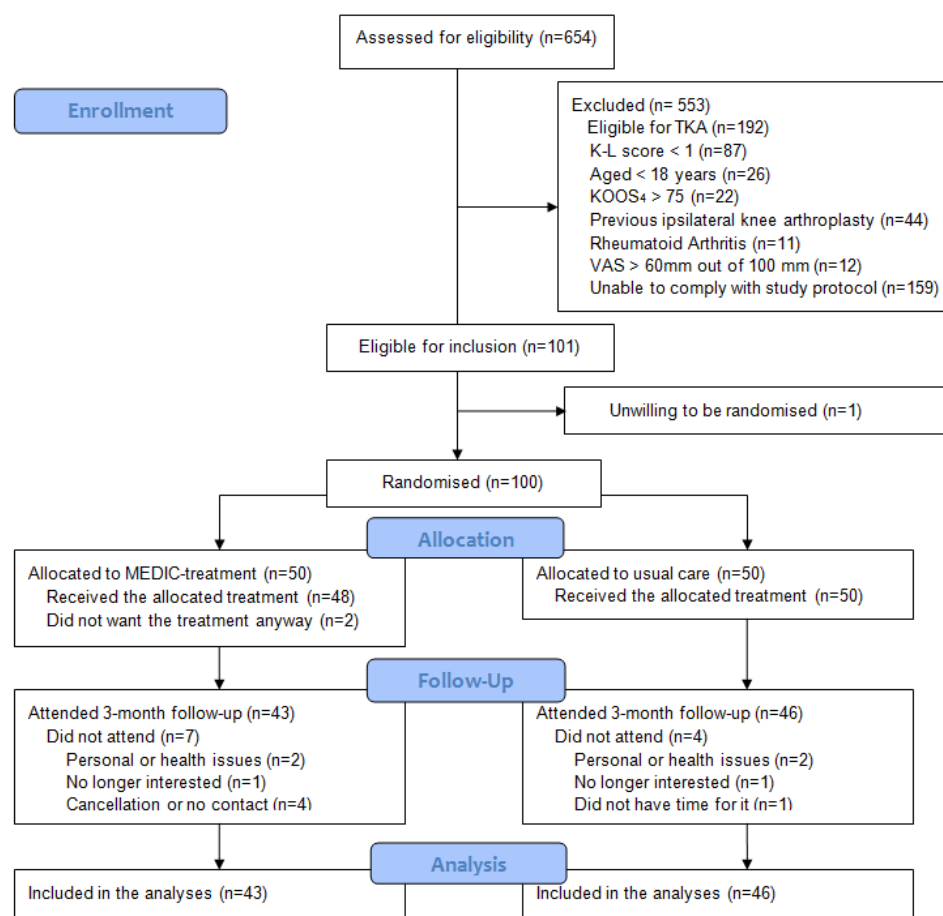 Assessed for eligibility (n=654)
Enrollment
Excluded (n= 553)
Eligible for TKA (n=192)
K-L score < 1 (n=87)
Aged < 18 years (n=26)
KOOS₄ > 75 (n=22)
Previous ipsilateral knee arthroplasty (n=44)
Rheumatoid Arthritis (n=11)
VAS > 60mm out of 100 mm (n=12)
Unable to comply with study protocol (n=159)
Eligible for inclusion (n=101)
Unwilling to be randomised (n=1)
Randomised (n=100)
Allocation
Allocated to MEDIC-treatment (n=50)
Received the allocated treatment (n=48)
Did not want the treatment anyway (n=2)
Allocated to usual care (n=50)
Received the allocated treatment (n=50)
Follow-Up
Attended 3-month follow-up (n=43)
Did not attend (n=7)
Personal or health issues (n=2)
No longer interested (n=1)
Cancellation or no contact (n=4)
Attended 3-month follow-up (n=46)
Did not attend (n=4)
Personal or health issues (n=2)
No longer interested (n=1)
Did not have time for it (n=1)
Analysis
Included in the analyses (n=43)
Included in the analyses (n=46)